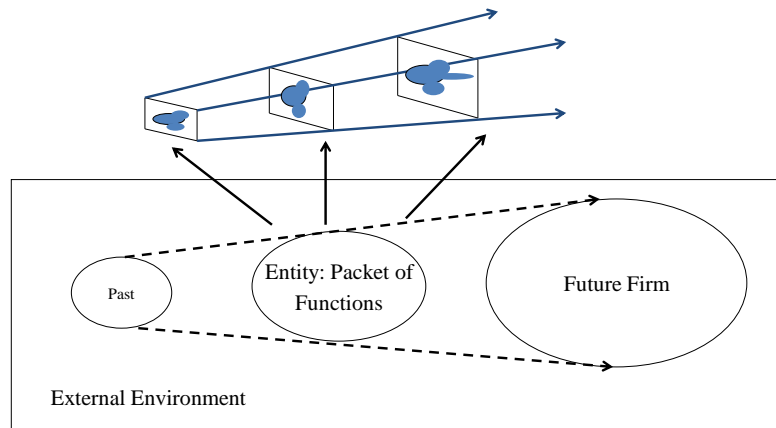 Past
Entity: Packet of
Functions
Future Firm
External Environment